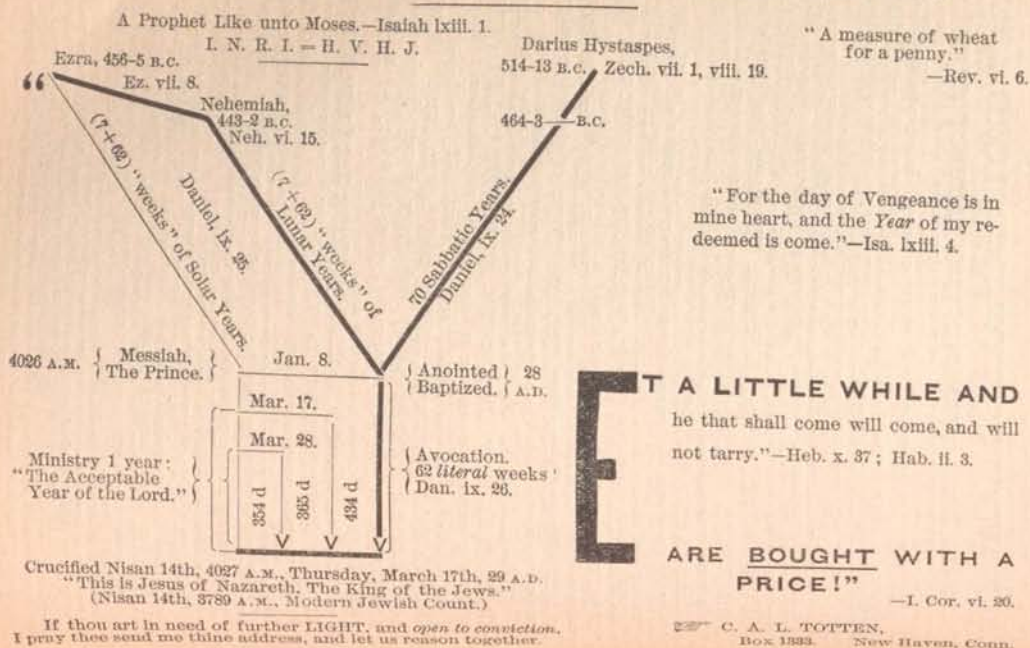 A Prophet Like unto Moses.—Isaiah lxiii. 1.
I. N. R. I. = H. V. H. J.
Ezra, 456-5 B.C.
Ez. vii. 8.
“
Nehemiah,
443-2 B.C.
Neh. vi. 15.
Darius Hystaspes,
514-13 B.C. Zech. vii. 1, viii. 19.
464-3 — B.C.
(7+62) “weeks” of Solar Years.
Daniel, ix. 25.
(7+62) “weeks” of
Lunar Years.
70 Sabbatic Years.
Daniel, ix. 24.
4026 A.M. { Messiah, The Prince. }
Jan. 8.
{ Anointed Baptized. } 28 A.D.
Mar. 17.
Mar. 28.
Ministry 1 year:
“The Acceptable
Year of the Lord.”
354 d
365 d
434 d
Avocation.
62 literal weeks
Dan. ix. 26.
Crucified Nisan 14th, 4027 A.M., Thursday, March 17th, 29 A.D.
“This is Jesus of Nazareth, The King of the Jews.”
(Nisan 14th, 3789 A.M., Modern Jewish Count.)
If thou art in need of further LIGHT, and open to conviction,
I pray thee send me thine address, and let us reason together.
“A measure of wheat
for a penny.”
—Rev. vi. 6.
“For the day of Vengeance is in
mine heart, and the Year of my re-
deemed is come.”—Isa. lxiii. 4.
ET A LITTLE WHILE AND
he that shall come will come, and will
not tarry.”—Heb. x. 37; Hab. ii. 3.
ARE BOUGHT WITH A
PRICE!”
—I. Cor. vi. 20.
☞ C. A. L. TOTTEN,
Box 1333. New Haven, Conn.